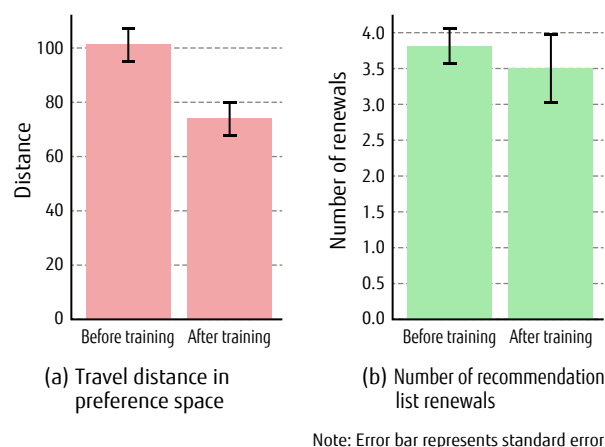 Distance
100
80
60
40
20
0
Before training After training
(a) Travel distance in
preference space
Number of renewals
4.0
3.5
3.0
2.5
2.0
1.5
1.0
0.5
0.0
Before training After training
(b) Number of recommendation
list renewals
Note: Error bar represents standard error